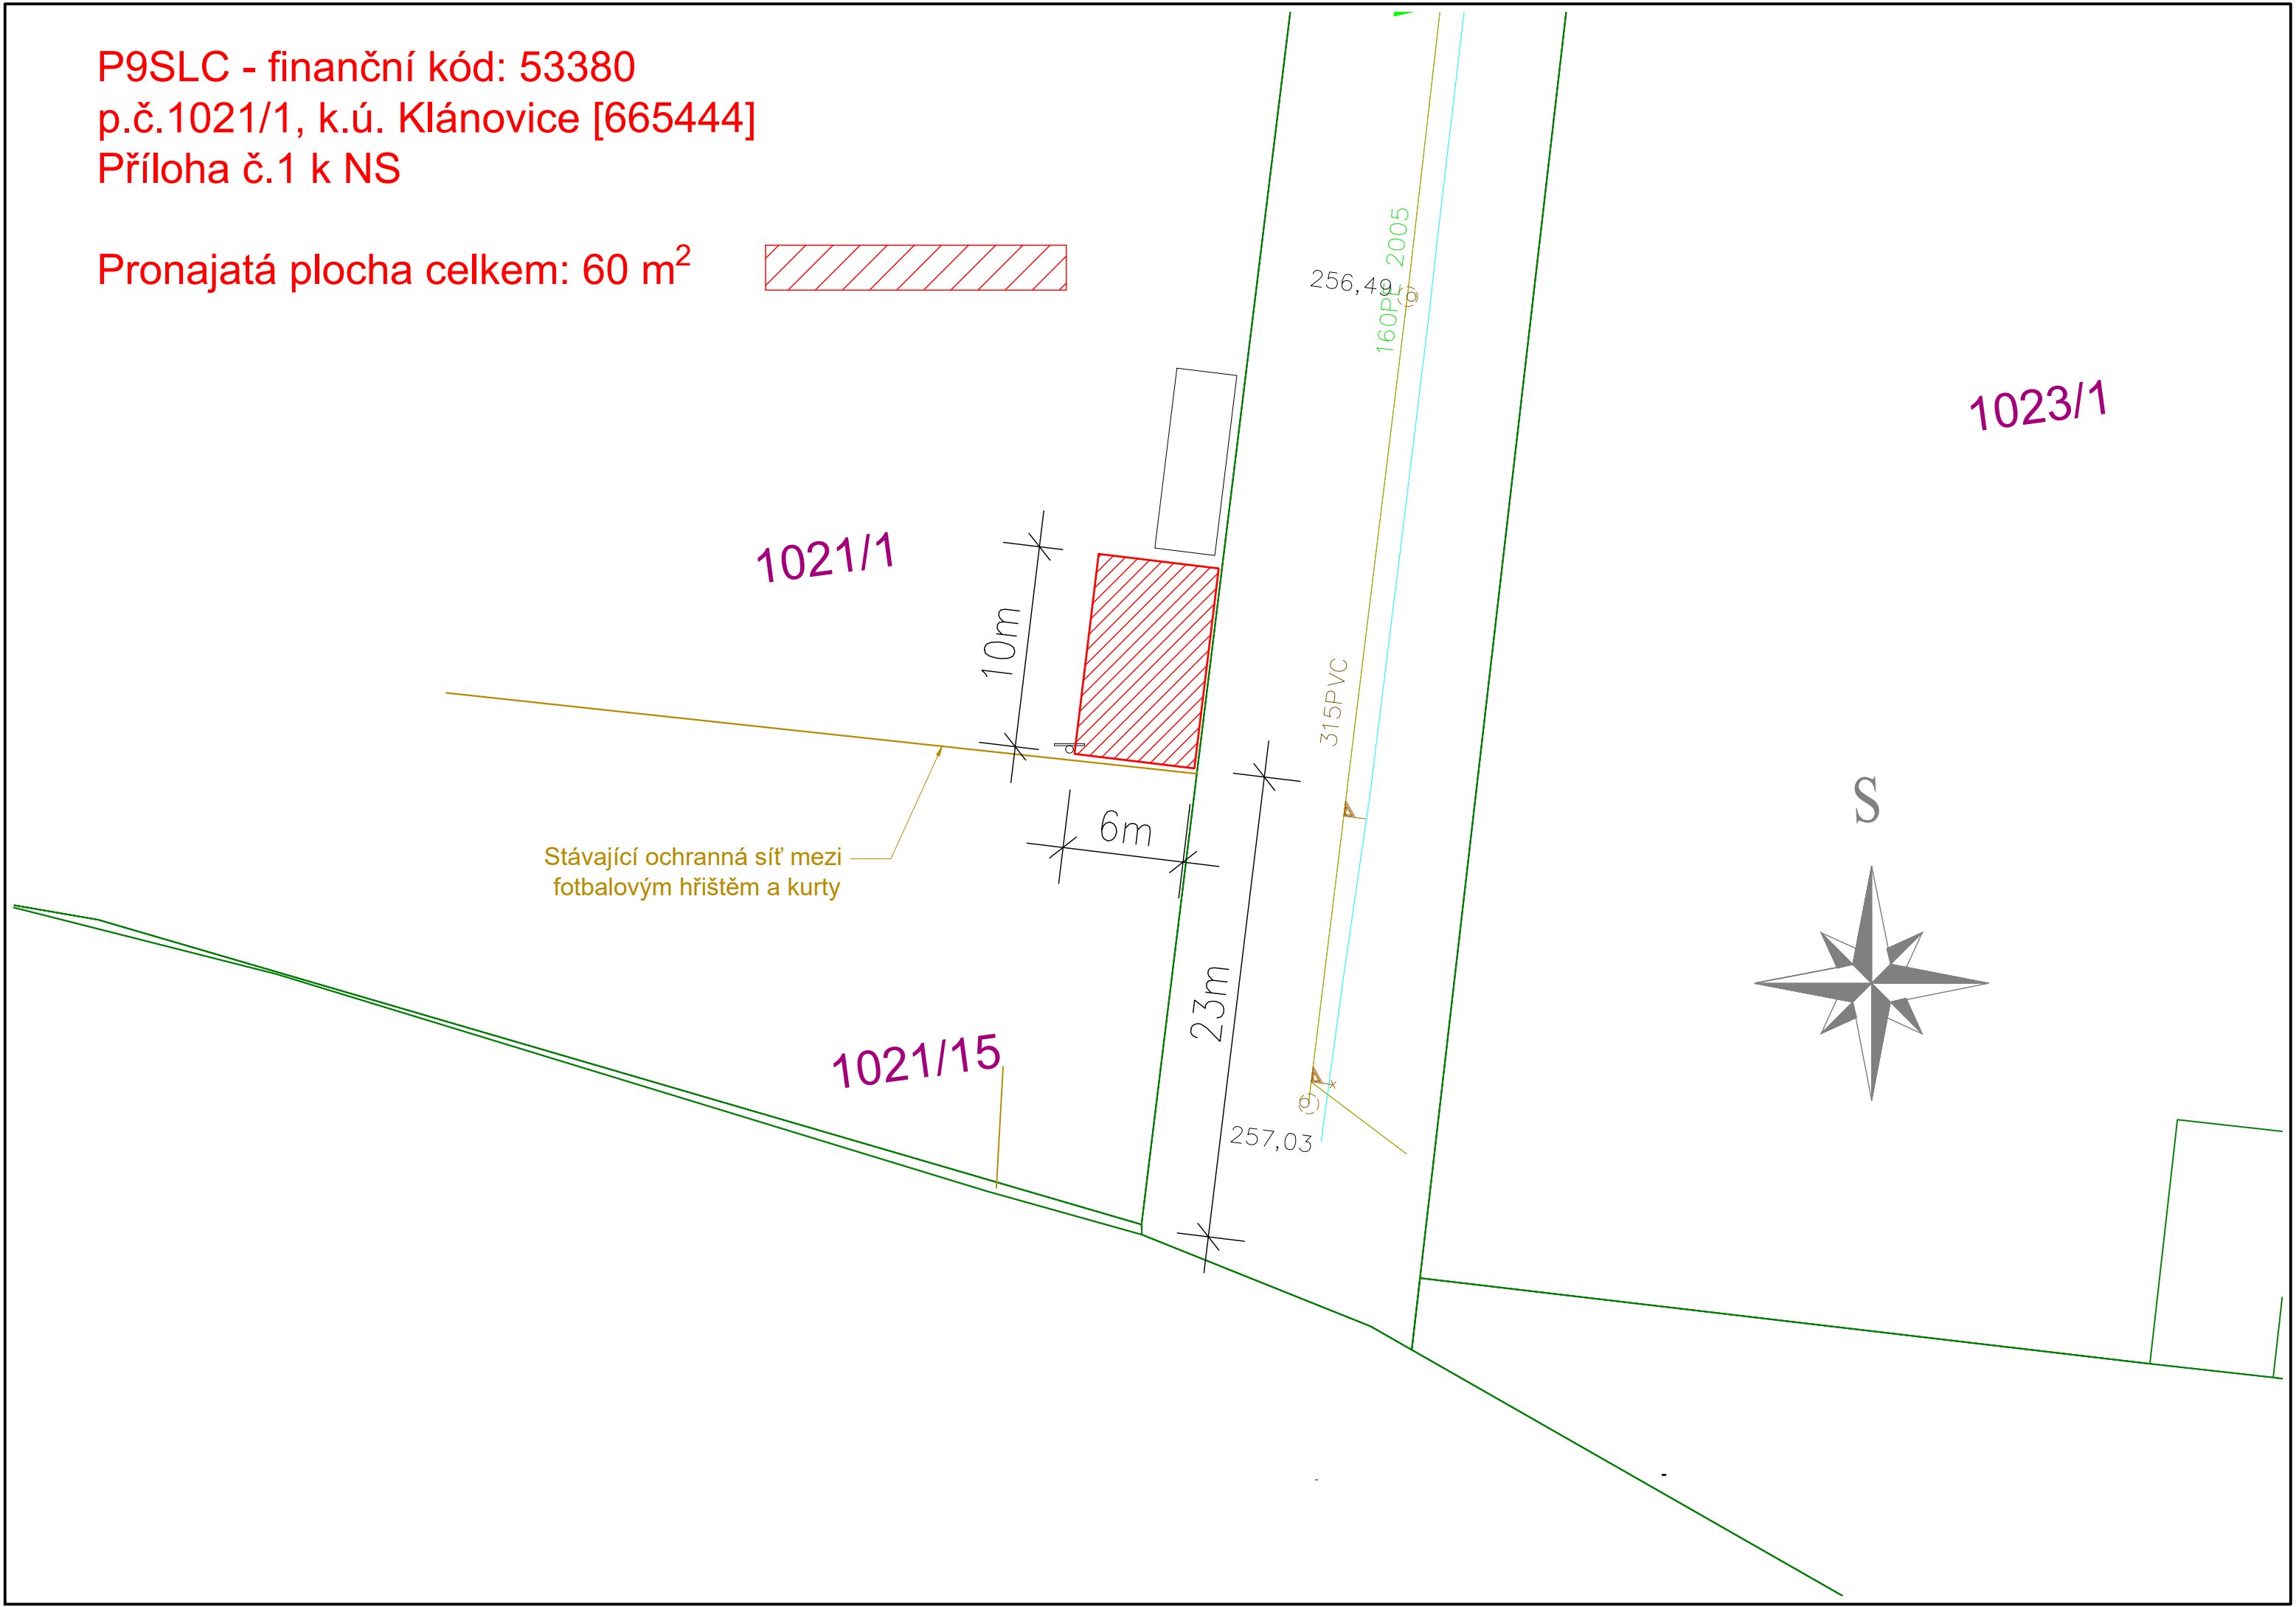 P9SLC - finanční kód: 53380
p.č.1021/1, k.ú. Klánovice [665444]
Příloha č.1 k NS
Pronajatá plocha celkem: 60 m²
256,49
160PE 2005
1023/1
1021/1
10m
315PVC
6m
S
Stávající ochranná síť mezi
fotbalovým hřištěm a kurty
23m
1021/15
257,03